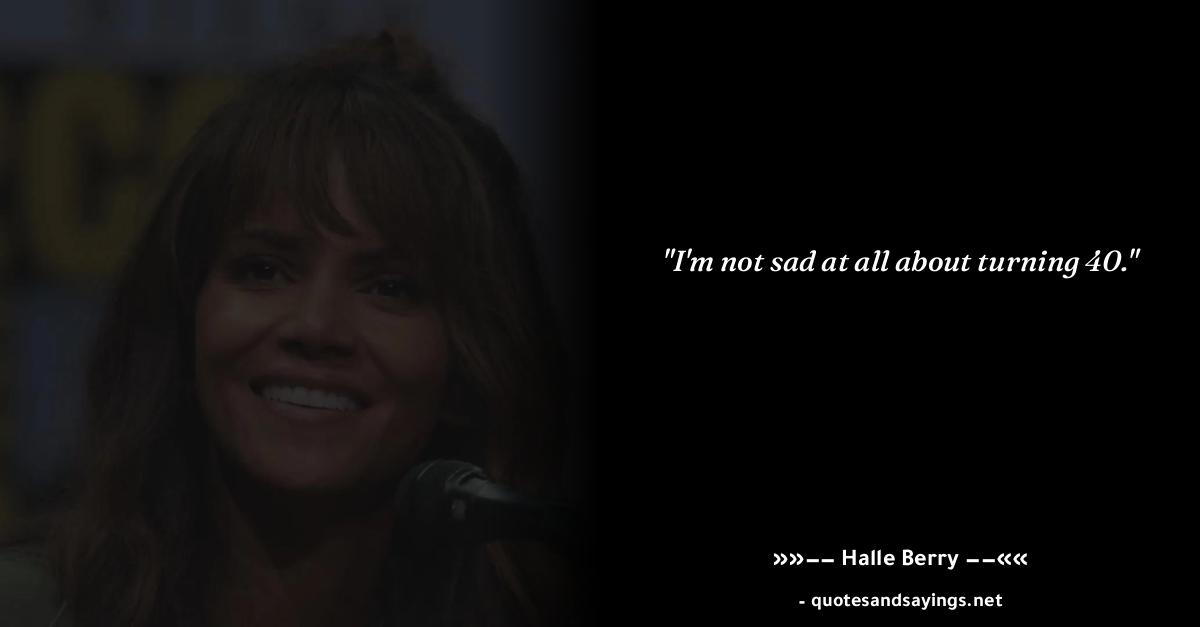 "I'm not sad at all about turning 40."
»»–– Halle Berry ––««
- quotesandsayings.net